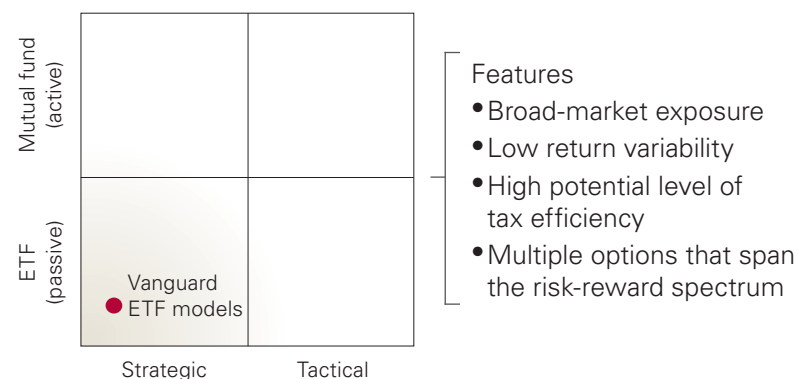 Mutual fund
(active)
ETF
(passive)
Vanguard
ETF models
Strategic
Tactical
Features
•Broad-market exposure
•Low return variability
•High potential level of
tax efficiency
•Multiple options that span
the risk-reward spectrum